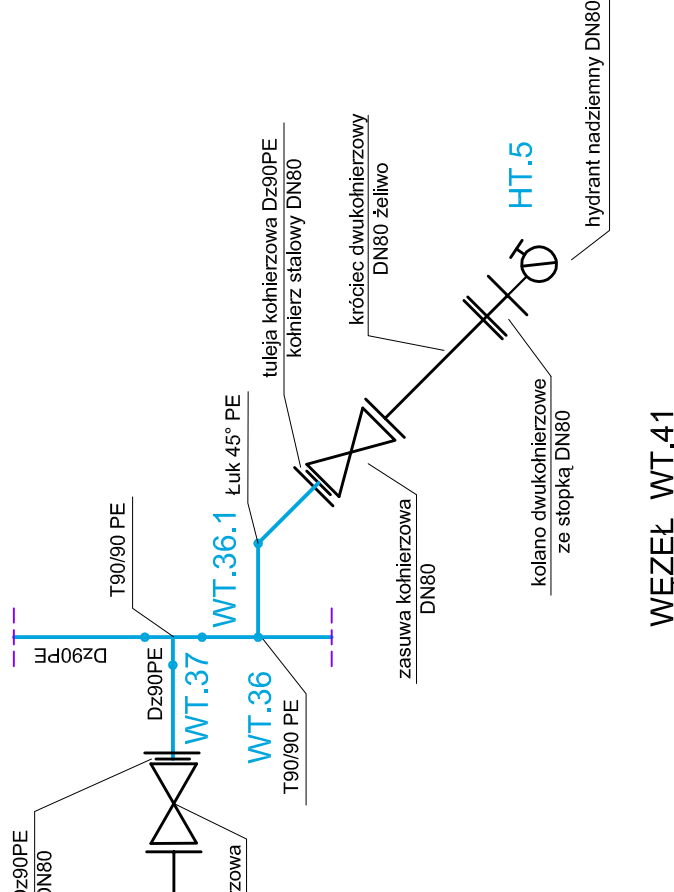 hydrant nadziemny DN80
HT.5
króciec dwukołnierzowy
DN80 żeliwo
tuleja kołnierzowa Dz90PE
kołnierz stalowy DN80
Łuk 45° PE
T90/90 PE
WT.36.1
Dz90PE
Dz90PE
WT.37
WT.36
T90/90 PE
zasuwa kołnierzowa
DN80
kolano dwukołnierzowe
ze stopką DN80
WĘZEŁ WT.41
Dz90PE
DN80
zowa